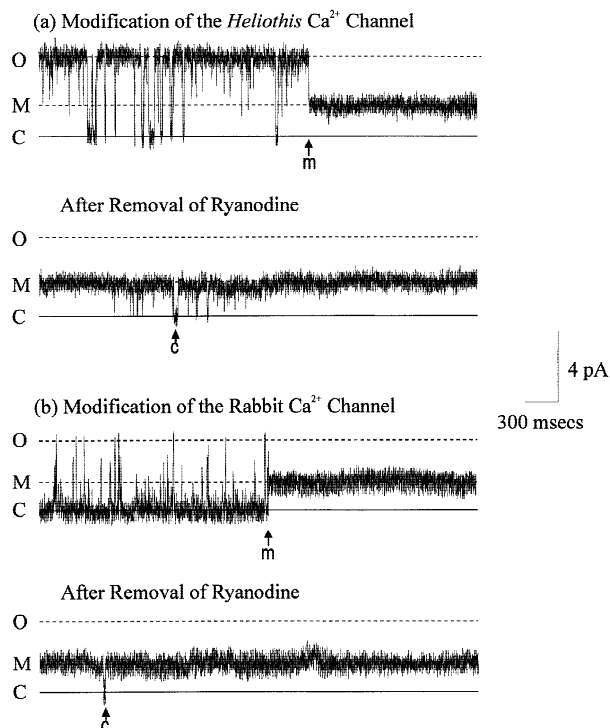 (a) Modification of the Heliothis Ca²⁺ Channel
O
M
C
m
After Removal of Ryanodine
O
M
C
c
4 pA
300 msecs
(b) Modification of the Rabbit Ca²⁺ Channel
O
M
C
m
After Removal of Ryanodine
O
M
C
c